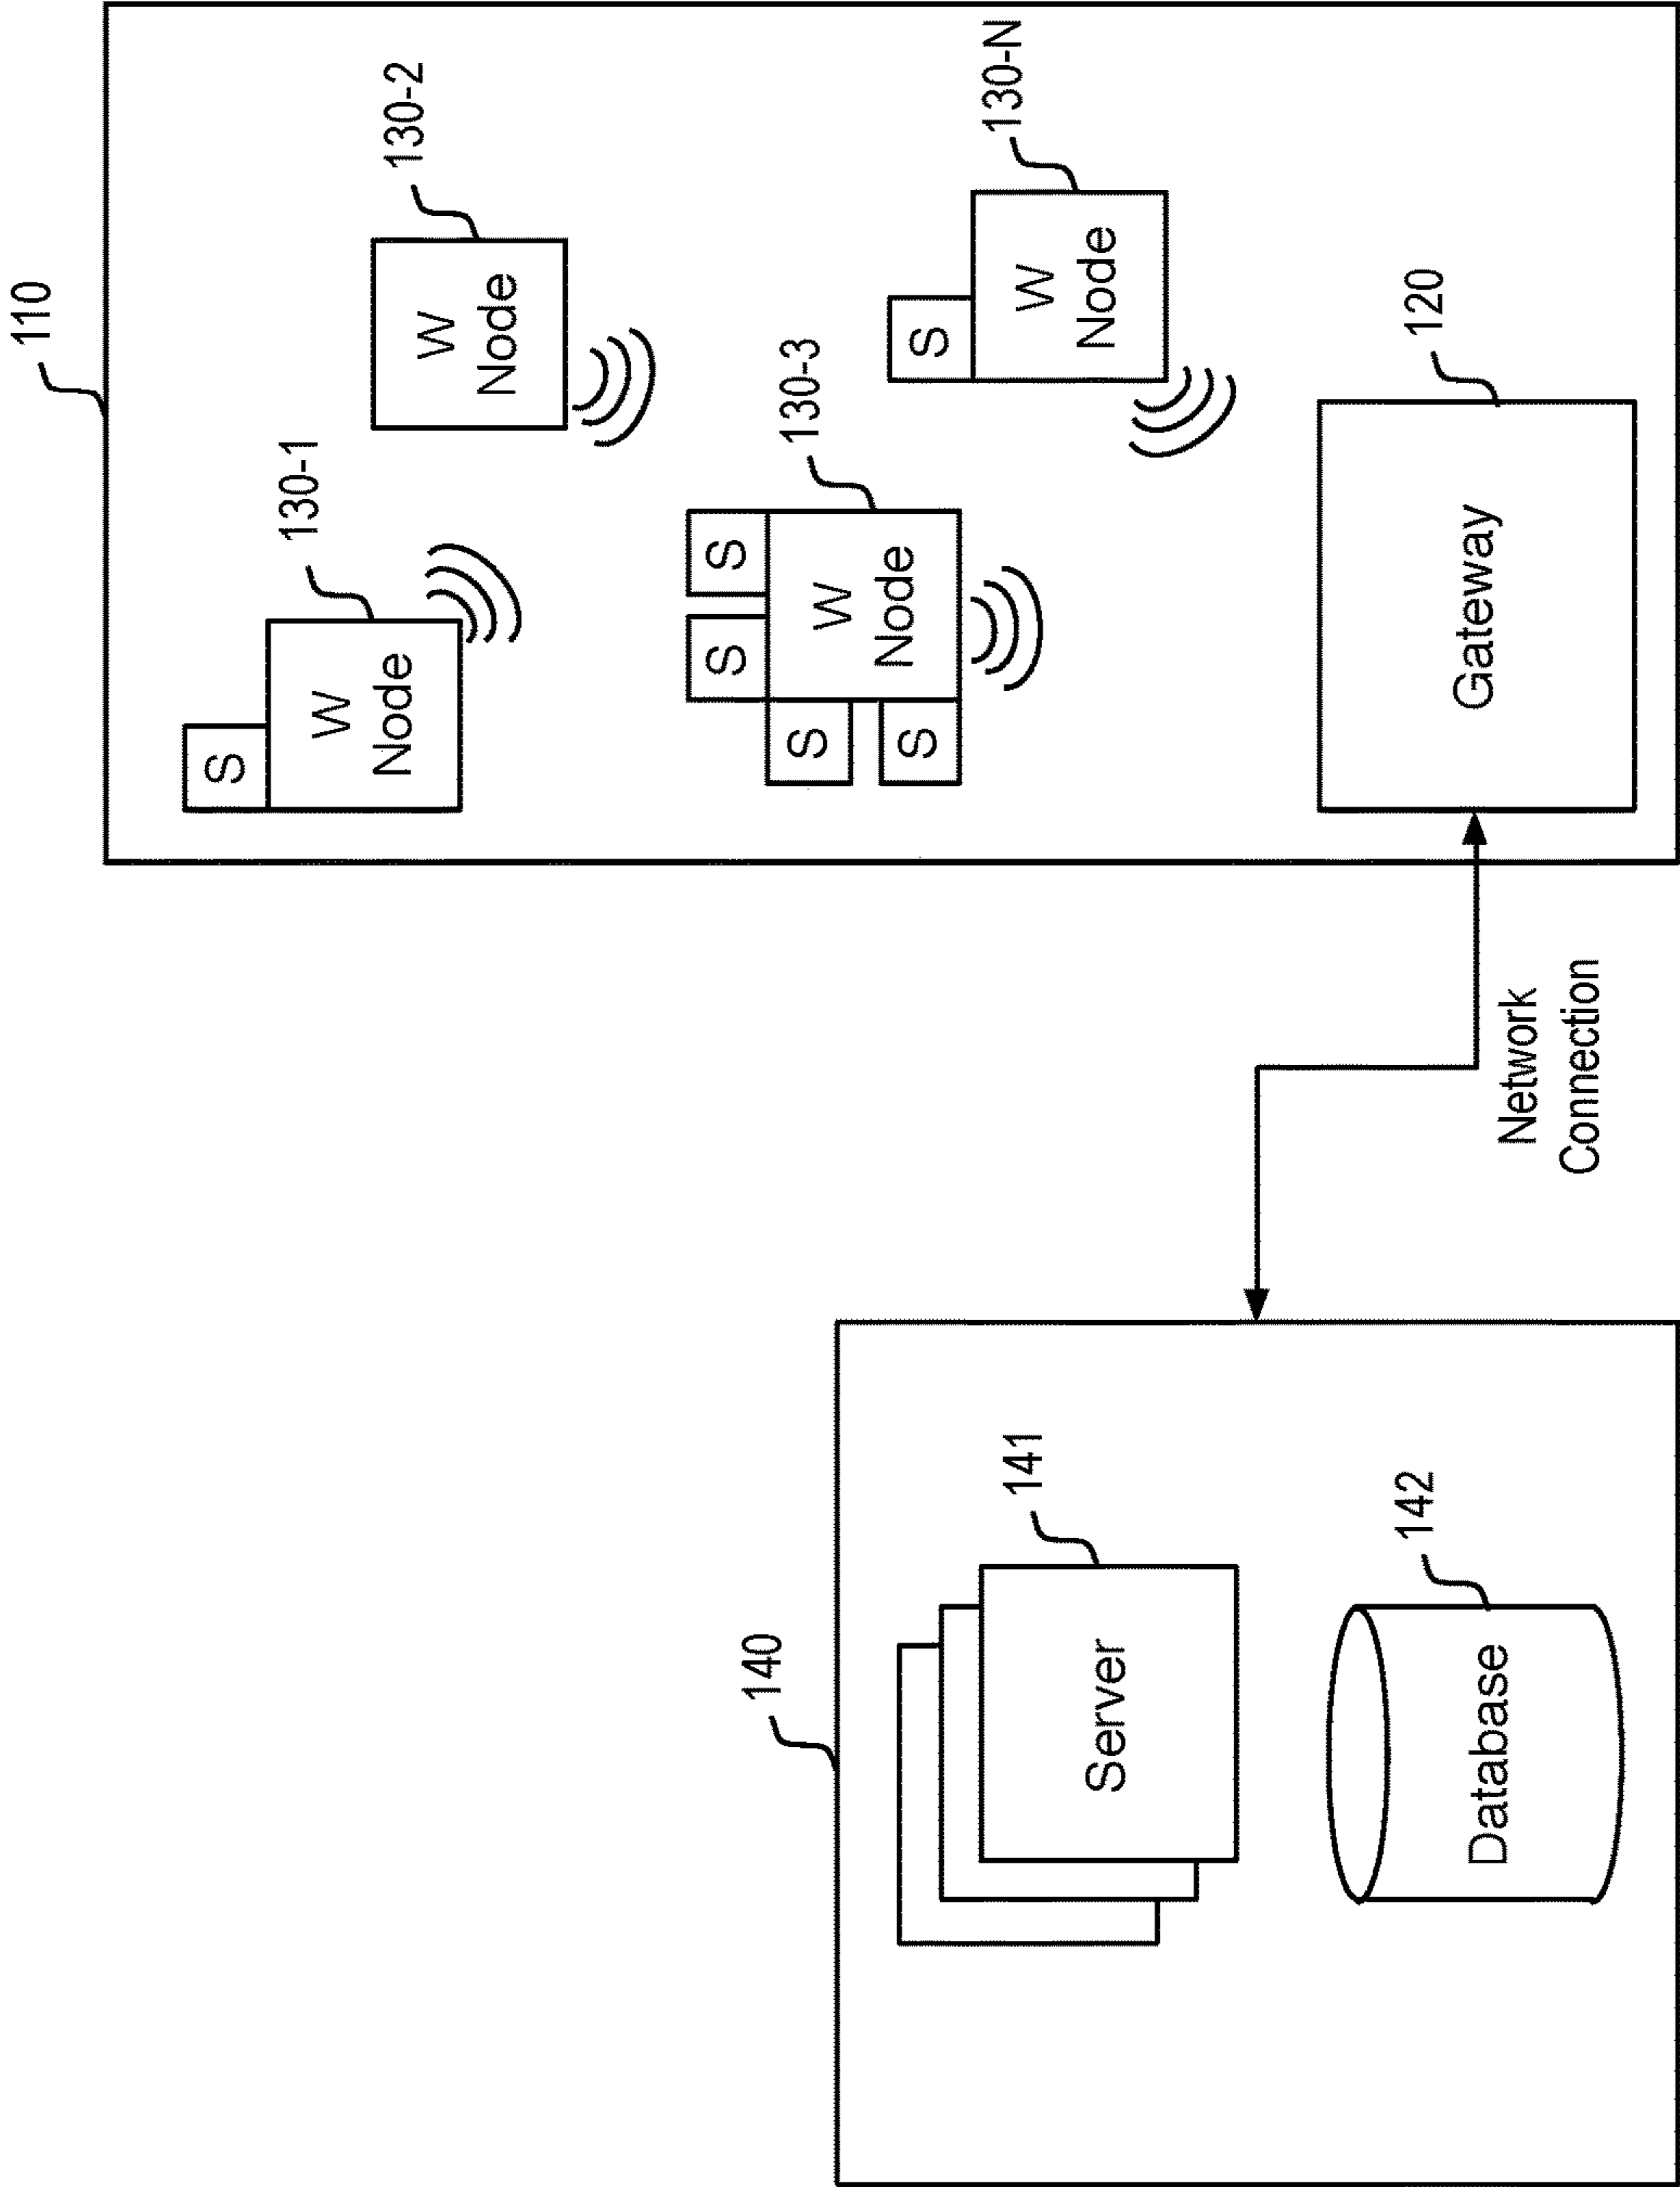 110
S
130-1
W
Node
130-2
W
Node
S
S
130-3
S
S
W
Node
S
130-N
W
Node
120
Gateway
Network
Connection
140
141
Server
142
Database